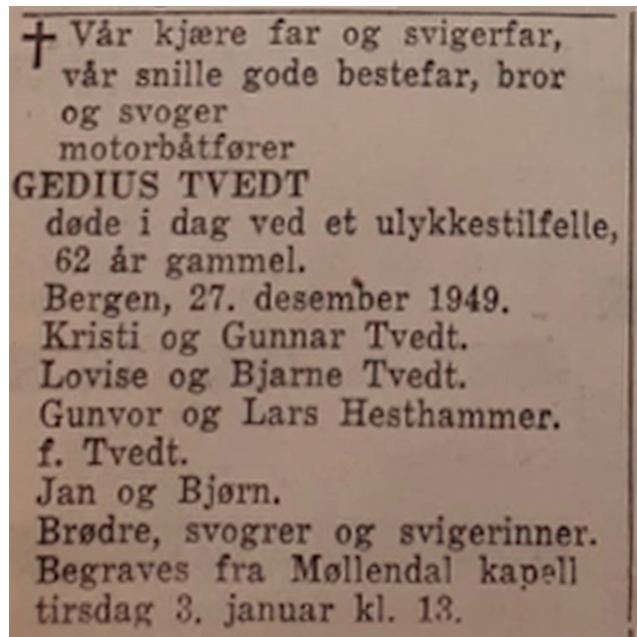 † Vår kjære far og svigerfar,
vår snille gode bestefar, bror
og svoger
motorbåtfører
GEDIUS TVEDT
døde i dag ved et ulykkestilfelle,
62 år gammel.
Bergen, 27. desember 1949.
Kristi og Gunnar Tvedt.
Lovise og Bjarne Tvedt.
Gunvor og Lars Hesthammer.
f. Tvedt.
Jan og Bjørn.
Brødre, svogrer og svigerinner.
Begraves fra Møllendal kapell
tirsdag 3. januar kl. 13.